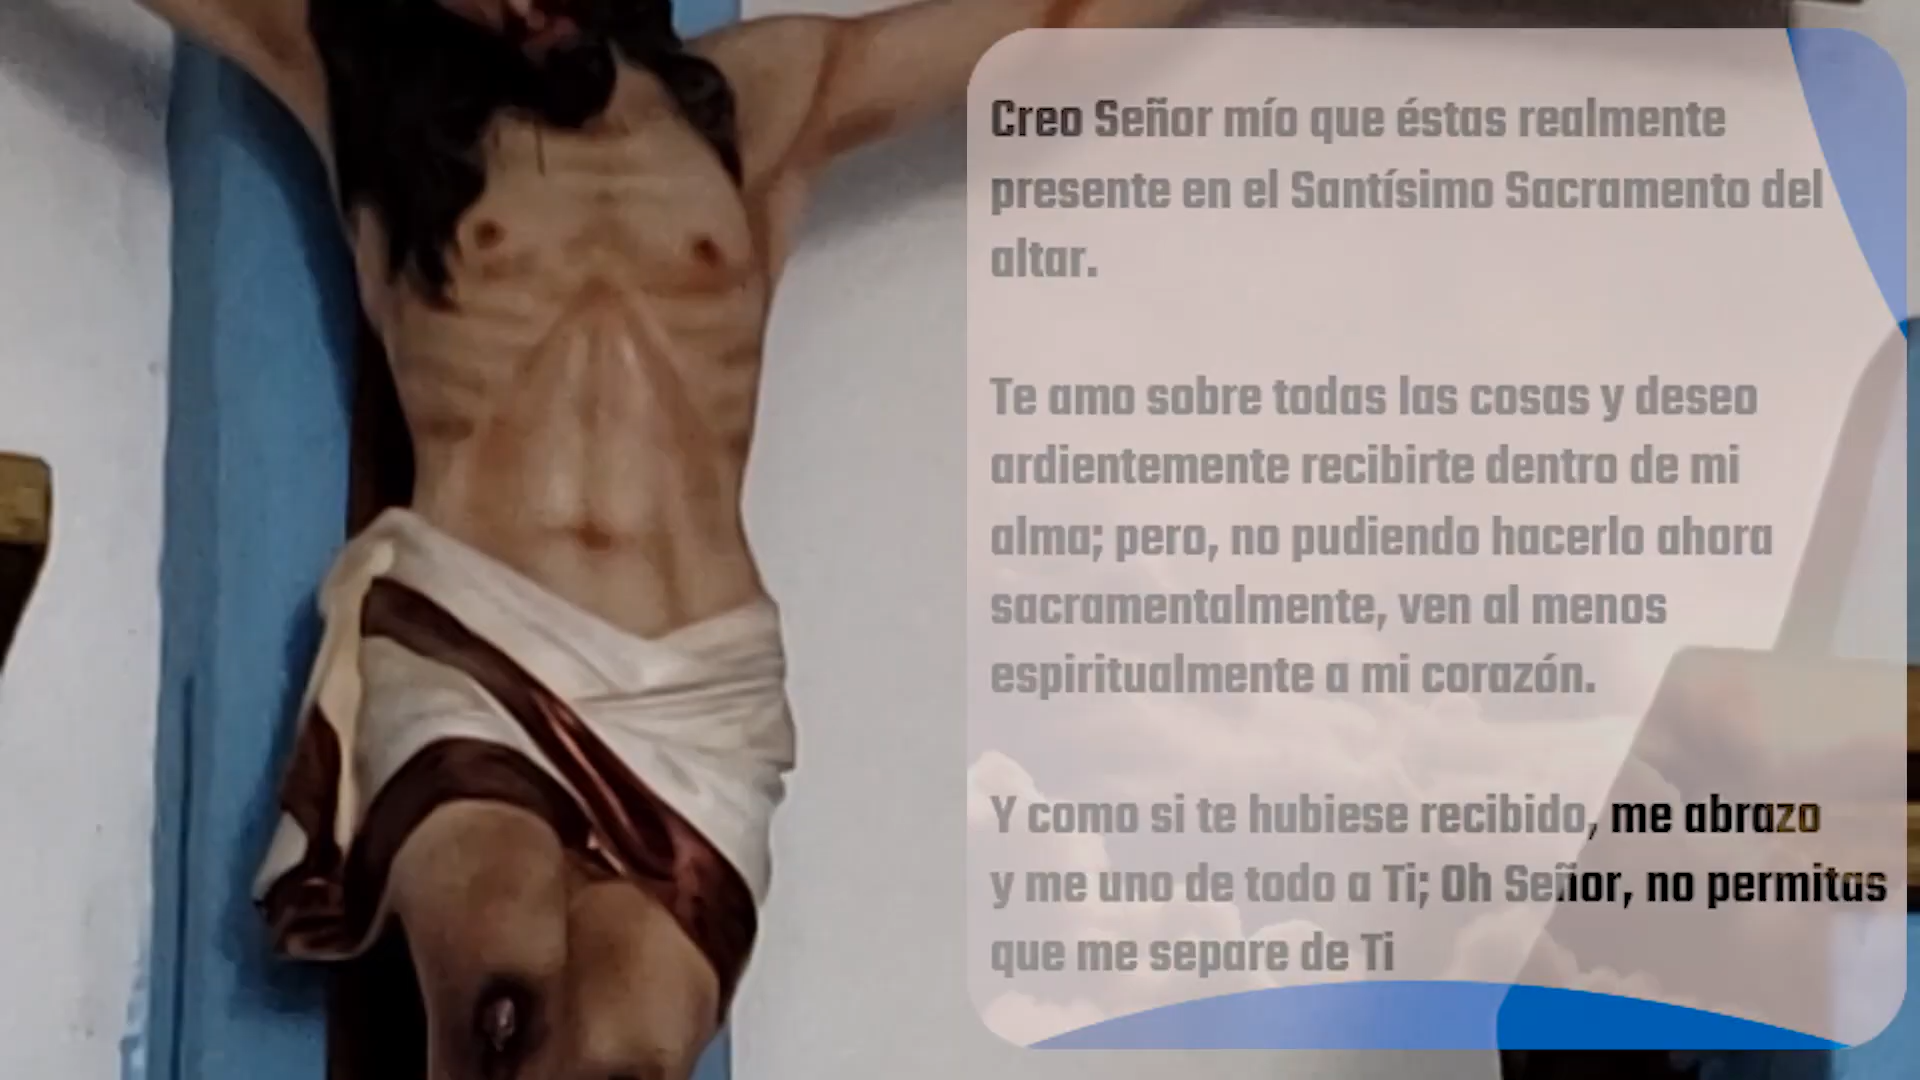 Creo Señor mío que éstas realmente
presente en el Santísimo Sacramento del
altar.
Te amo sobre todas las cosas y deseo
ardientemente recibirte dentro de mi
alma; pero, no pudiendo hacerlo ahora
sacramentalmente, ven al menos
espiritualmente a mi corazón.
Y como si te hubiese recibido, me abrazo
y me uno de todo a Ti; Oh Señor, no permitas
que me separe de Ti